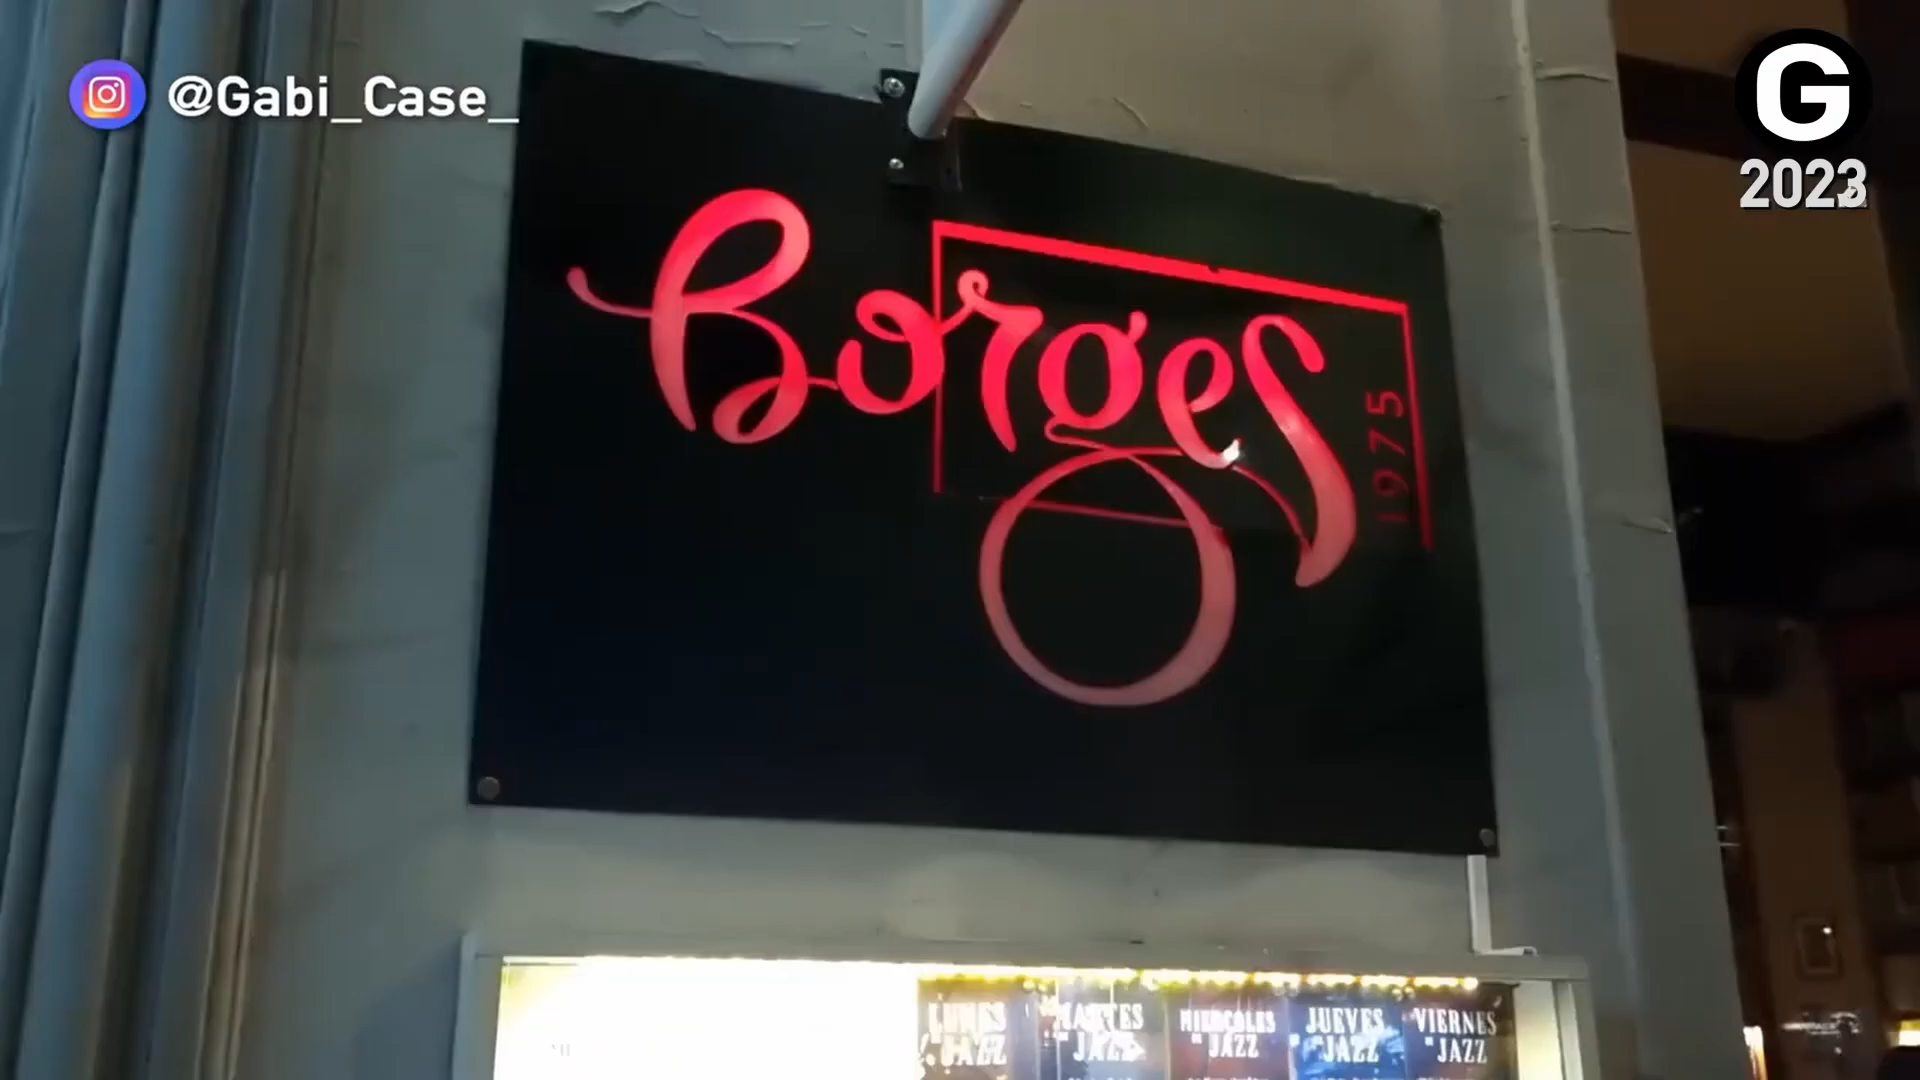 @Gabi_Case_
G
2023
Borges
1975
LUNES
JAZZ
MARTES
JAZZ
MIERCOLES
JAZZ
JUEVES
JAZZ
VIERNES
JAZZ